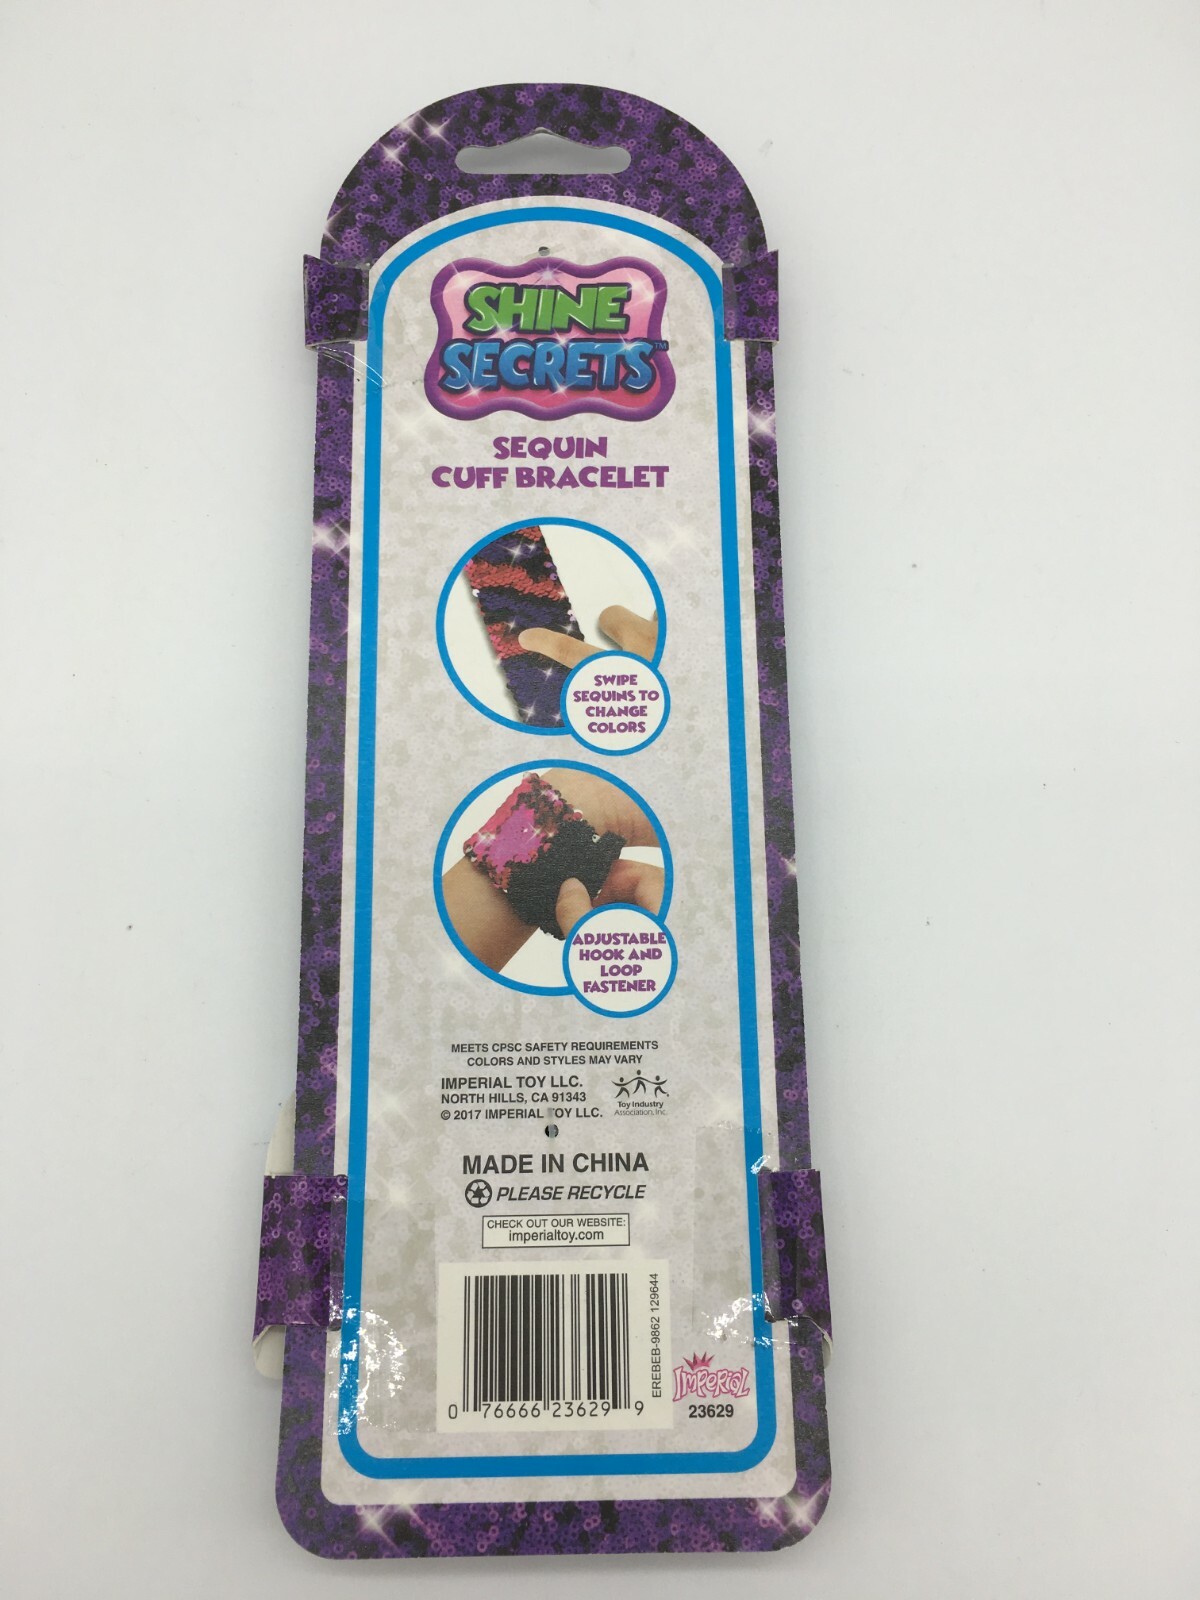 SHINE
SECRETS™
SEQUIN
CUFF BRACELET
SWIPE
SEQUINS TO
CHANGE
COLORS
ADJUSTABLE
HOOK AND
LOOP
FASTENER
MEETS CPSC SAFETY REQUIREMENTS
COLORS AND STYLES MAY VARY
IMPERIAL TOY LLC.
NORTH HILLS, CA 91343
© 2017 IMPERIAL TOY LLC.
Toy Industry
Association, Inc.
MADE IN CHINA
PLEASE RECYCLE
CHECK OUT OUR WEBSITE:
imperialtoy.com
0 76666 23629 9
EREBEB-9862 129644
IMPERIAL
23629